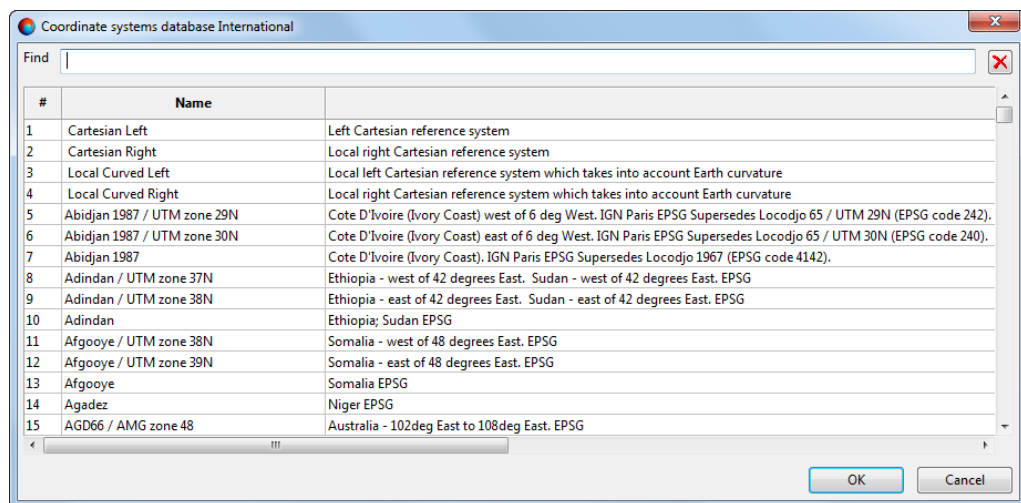 Coordinate systems database International
Find
# Name
1 Cartesian Left Left Cartesian reference system
2 Cartesian Right Local right Cartesian reference system
3 Local Curved Left Local left Cartesian reference system which takes into account Earth curvature
4 Local Curved Right Local right Cartesian reference system which takes into account Earth curvature
5 Abidjan 1987 / UTM zone 29N Cote D'Ivoire (Ivory Coast) west of 6 deg West. IGN Paris EPSG Supersedes Locodjo 65 / UTM 29N (EPSG code 242).
6 Abidjan 1987 / UTM zone 30N Cote D'Ivoire (Ivory Coast) east of 6 deg West. IGN Paris EPSG Supersedes Locodjo 65 / UTM 30N (EPSG code 240).
7 Abidjan 1987 Cote D'Ivoire (Ivory Coast). IGN Paris EPSG Supersedes Locodjo 1967 (EPSG code 4142).
8 Adindan / UTM zone 37N Ethiopia - west of 42 degrees East. Sudan - west of 42 degrees East. EPSG
9 Adindan / UTM zone 38N Ethiopia - east of 42 degrees East. Sudan - east of 42 degrees East. EPSG
10 Adindan Ethiopia; Sudan EPSG
11 Afgooye / UTM zone 38N Somalia - west of 48 degrees East. EPSG
12 Afgooye / UTM zone 39N Somalia - east of 48 degrees East. EPSG
13 Afgooye Somalia EPSG
14 Agadez Niger EPSG
15 AGD66 / AMG zone 48 Australia - 102deg East to 108deg East. EPSG
OK Cancel